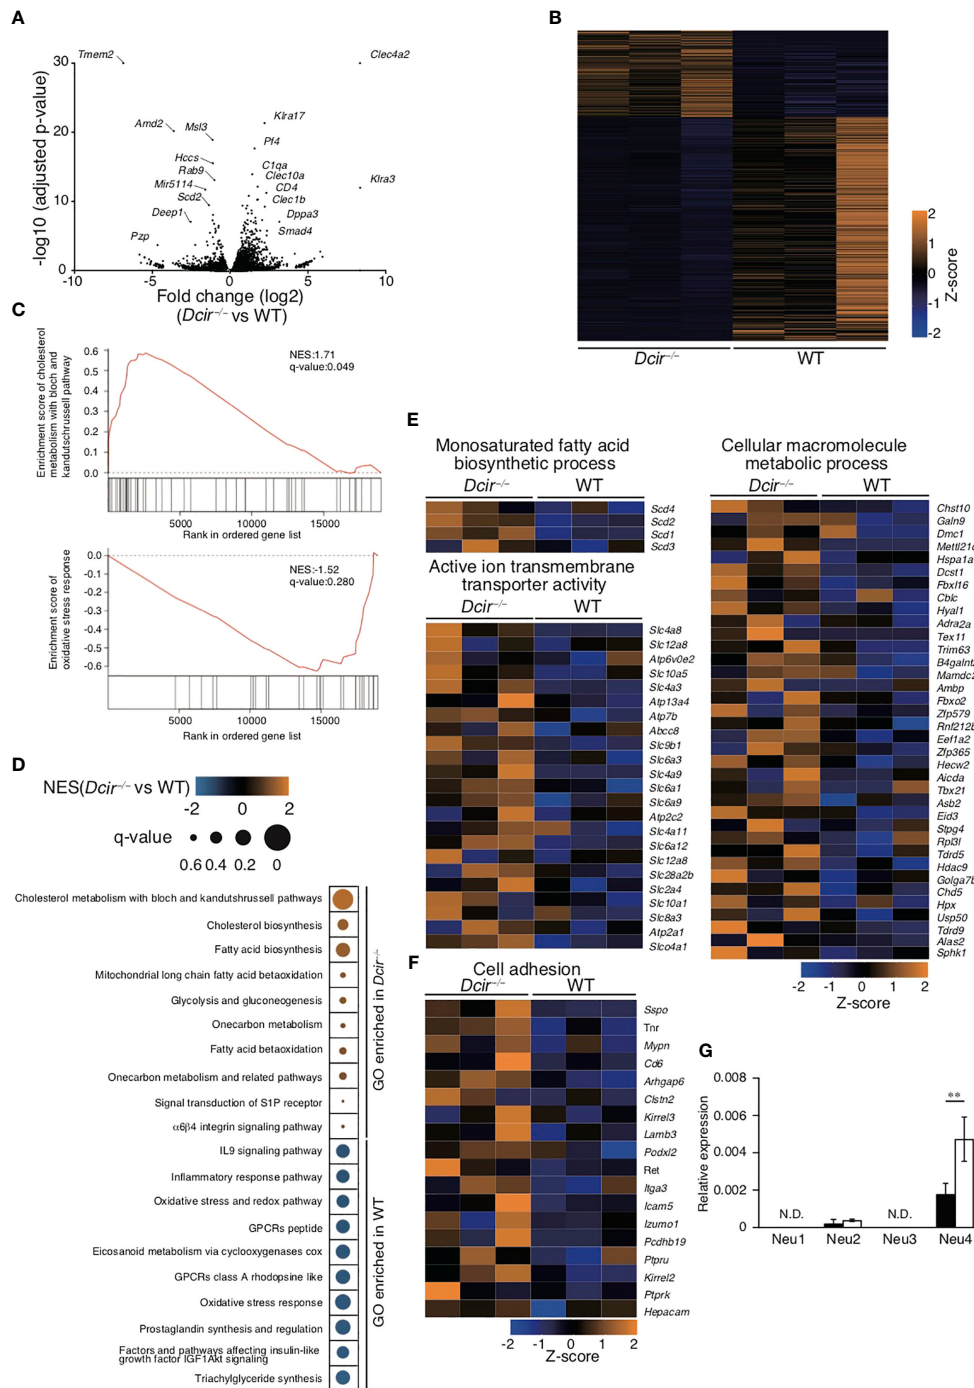 A
Tmem2
Clec4a2
Amd2
Msl3
Klra17
Pf4
Hccs
Rab9
Mir5114
Scd2
Deep1
Pzp
C1qa
Clec10a
CD4
Clec1b
Klra3
Dppa3
Smad4
30
20
10
0
-10
-5
0
5
10
-log10 (adjusted p-value)
Fold change (log2)
(Dcir−/− vs WT)
B
Dcir−/−
WT
2
1
0
-1
-2
Z-score
C
Enrichment score of cholesterol
metabolism with bloch and
kandutschrussell pathway
0.6
0.5
0.4
0.3
0.2
0.1
0.0
NES:1.71
q-value:0.049
5000
10000
15000
Rank in ordered gene list
Enrichment score of
oxidative stress response
0.0
-0.1
-0.2
-0.3
-0.4
-0.5
-0.6
NES:-1.52
q-value:0.280
5000
10000
15000
Rank in ordered gene list
D
NES(Dcir−/− vs WT)
-2
0
2
q-value
0.6 0.4 0.2 0
Cholesterol metabolism with bloch and kandutshrussell pathways
Cholesterol biosynthesis
Fatty acid biosynthesis
Mitochondrial long chain fatty acid betaoxidation
Glycolysis and gluconeogenesis
Onecarbon metabolism
Fatty acid betaoxidation
Onecarbon metabolism and related pathways
Signal transduction of S1P receptor
α6β4 integrin signaling pathway
IL9 signaling pathway
Inflammatory response pathway
Oxidative stress and redox pathway
GPCRs peptide
Eicosanoid metabolism via cyclooxygenases cox
GPCRs class A rhodopsine like
Oxidative stress response
Prostaglandin synthesis and regulation
Factors and pathways affecting insulin-like
growth factor IGF1Akt signaling
Triachylglyceride synthesis
GO enriched in Dcir−/−
GO enriched in WT
E
Monosaturated fatty acid
biosynthetic process
Dcir−/−
WT
Scd4
Scd2
Scd1
Scd3
Active ion transmembrane
transporter activity
Dcir−/−
WT
Slc4a8
Slc12a8
Atp6v0e2
Slc10a5
Slc4a3
Atp13a4
Atp7b
Abcc8
Slc9b1
Slc6a3
Slc4a9
Slc6a1
Slc6a9
Atp2c2
Slc4a11
Slc6a12
Slc12a8
Slc28a2b
Slc2a4
Slc10a1
Slc8a3
Atp2a1
Slco4a1
Cellular macromolecule
metabolic process
Dcir−/−
WT
Chst10
Galn9
Dmc1
Mettl21c
Hspa1a
Dcst1
Fbxl16
Cblc
Hyal1
Adra2a
Tex11
Trim63
B4galnt
Mamdc2
Ambp
Fbxo2
Zfp579
Rnf212b
Eef1a2
Zfp365
Hecw2
Aicda
Tbx21
Asb2
Eid3
Stpg4
Rpl3l
Tdrd5
Hdac9
Golga7b
Chd5
Hpx
Usp50
Tdrd9
Alas2
Sphk1
-2
-1
0
1
2
Z-score
F
Cell adhesion
Dcir−/−
WT
Sspo
Tnr
Mypn
Cd6
Arhgap6
Clstn2
Kirrel3
Lamb3
Podxl2
Ret
Itga3
Icam5
Izumo1
Pcdhb19
Ptpru
Kirrel2
Ptprk
Hepacam
-2
-1
0
1
2
Z-score
G
Relative expression
0.008
0.006
0.004
0.002
0
N.D.
N.D.
**
Neu1
Neu2
Neu3
Neu4